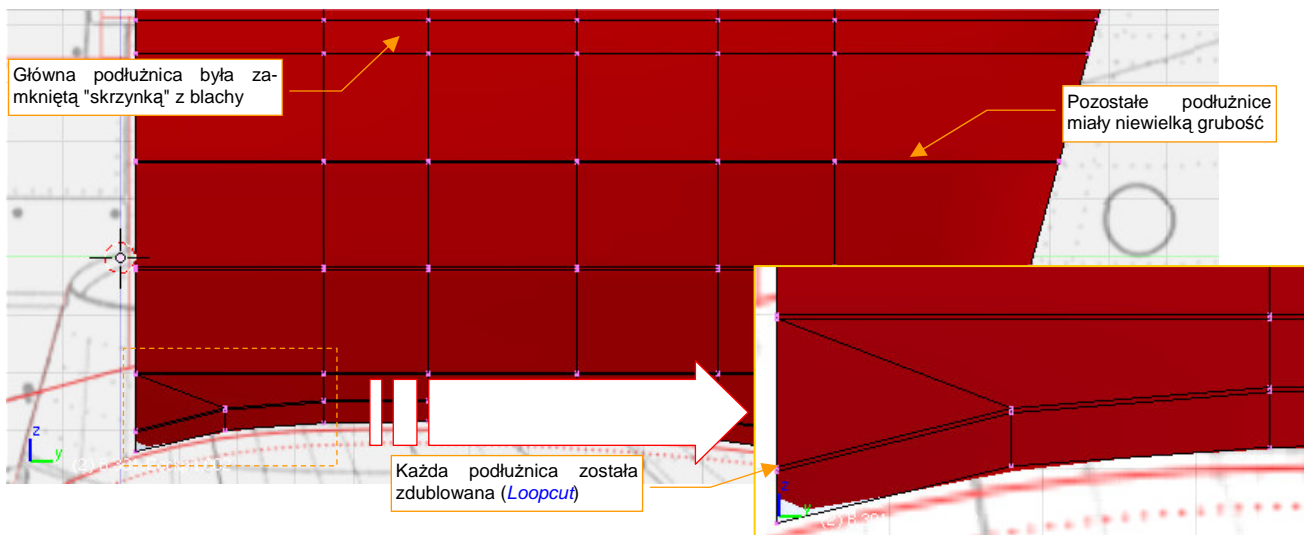 Główna podłużnica była za-
mkniętą "skrzynką" z blachy
Pozostałe podłużnice
miały niewielką grubość
z
y
Każda podłużnica została
zdublowana (Loopcut)
z
y